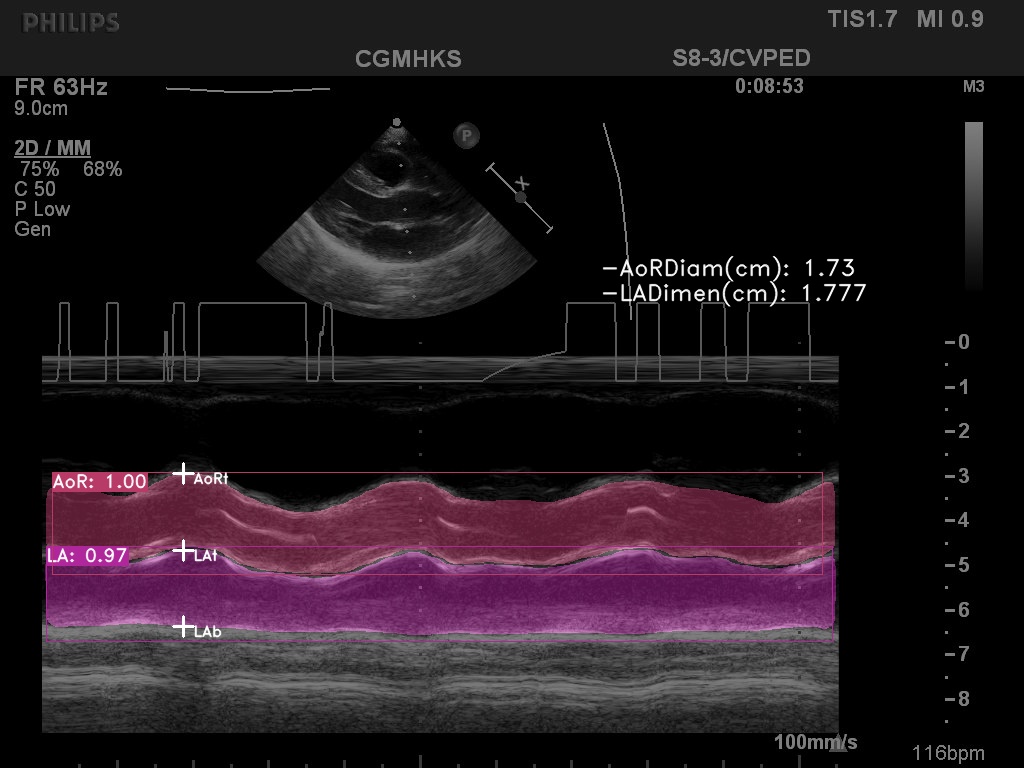 PHILIPS
TIS1.7 MI 0.9
CGMHKS
S8-3/CVPED
FR 63Hz
0:08:53
M3
9.0cm
P
2D / MM
75% 68%
C 50
P Low
Gen
X
-AoRDiam(cm): 1.73
-LADimen(cm): 1.777
0
1
2
3
AoR: 1.00
AoRt
4
LA: 0.97
LAt
5
6
LAb
7
8
100mm/s
116bpm